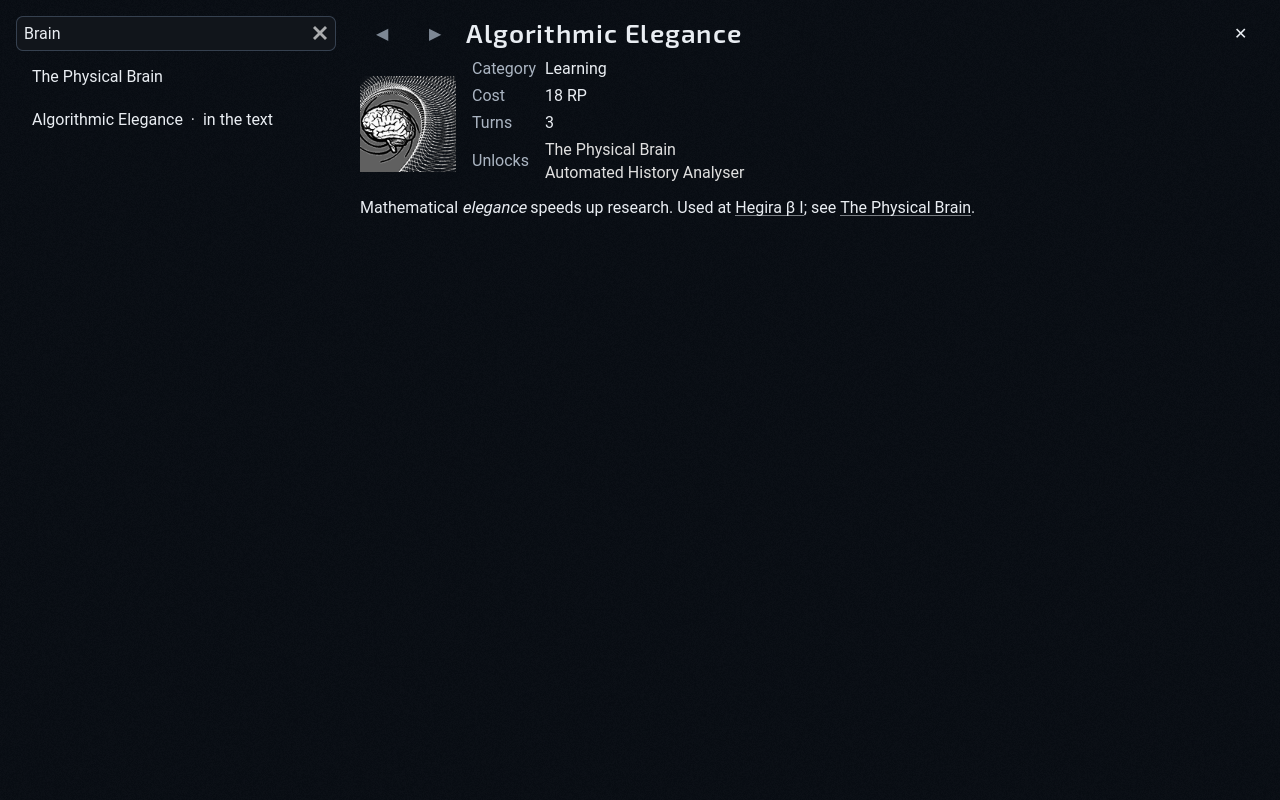 Brain
The Physical Brain
Algorithmic Elegance · in the text
Algorithmic Elegance
Category Learning
Cost 18 RP
Turns 3
Unlocks The Physical Brain
Automated History Analyser
Mathematical elegance speeds up research. Used at Hegira β I; see The Physical Brain.